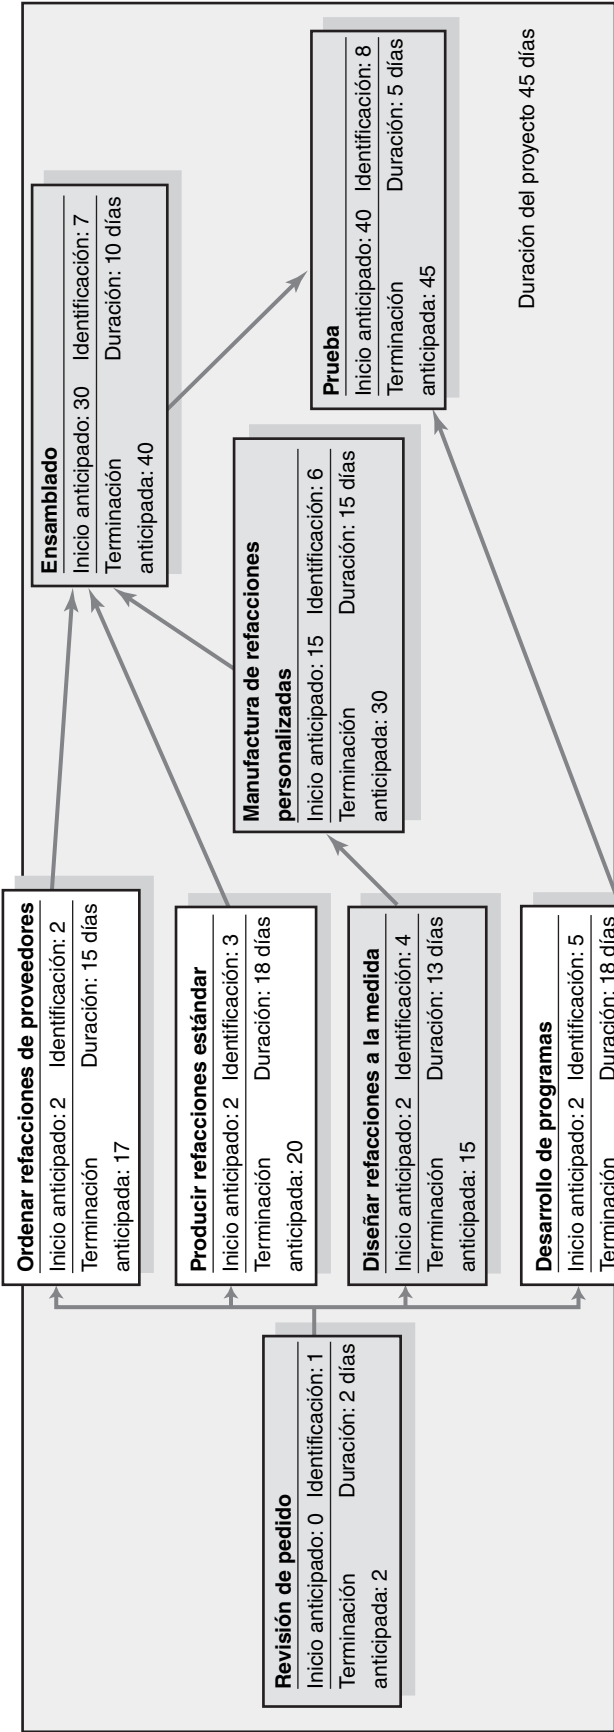 Revisión de pedido
Inicio anticipado: 0 Identificación: 1
Terminación Duración: 2 días
anticipada: 2
Ordenar refacciones de proveedores
Inicio anticipado: 2 Identificación: 2
Terminación Duración: 15 días
anticipada: 17
Producir refacciones estándar
Inicio anticipado: 2 Identificación: 3
Terminación Duración: 18 días
anticipada: 20
Diseñar refacciones a la medida
Inicio anticipado: 2 Identificación: 4
Terminación Duración: 13 días
anticipada: 15
Desarrollo de programas
Inicio anticipado: 2 Identificación: 5
Terminación Duración: 18 días
Manufactura de refacciones
personalizadas
Inicio anticipado: 15 Identificación: 6
Terminación Duración: 15 días
anticipada: 30
Ensamblado
Inicio anticipado: 30 Identificación: 7
Terminación Duración: 10 días
anticipada: 40
Prueba
Inicio anticipado: 40 Identificación: 8
Terminación Duración: 5 días
anticipada: 45
Duración del proyecto 45 días